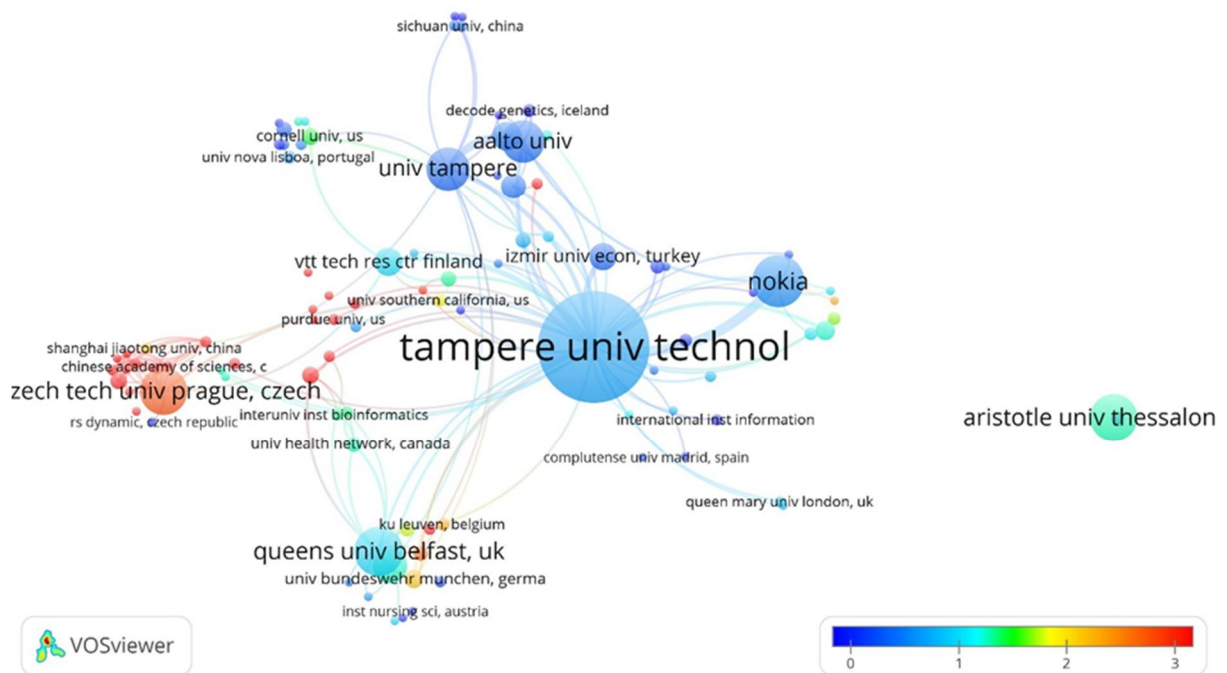 sichuan univ, china
decode genetics, iceland
cornell univ, us
aalto univ
univ nova lisboa, portugal
univ tampere
vtt tech res ctr finland
izmir univ econ, turkey
nokia
univ southern california, us
purdue univ, us
tampere univ technol
shanghai jiaotong univ, china
chinese academy of sciences, c
zech tech univ prague, czech
interuniv inst bioinformatics
rs dynamic, czech republic
international inst information
aristotle univ thessalon
univ health network, canada
complutense univ madrid, spain
queen mary univ london, uk
ku leuven, belgium
queens univ belfast, uk
univ bundeswehr munchen, germa
inst nursing sci, austria
VOSviewer
0 1 2 3